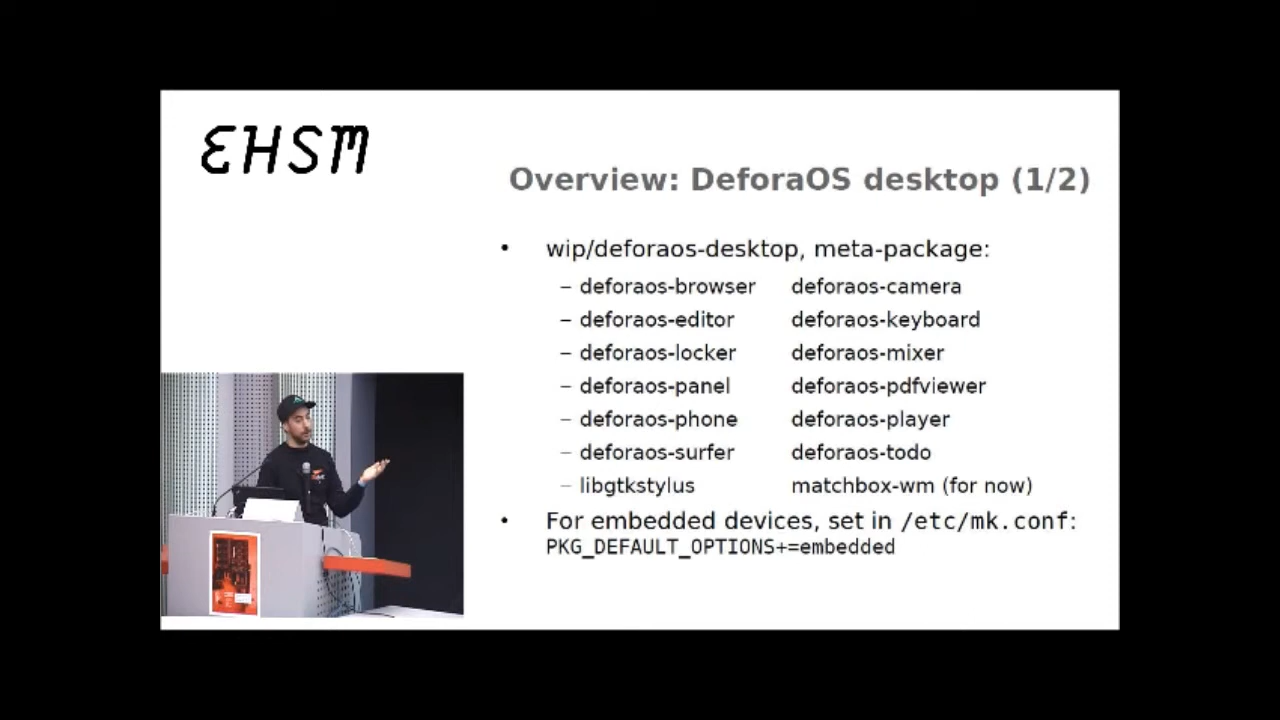 EHSM
Overview: DeforaOS desktop (1/2)
• wip/deforaos-desktop, meta-package:
– deforaos-browser deforaos-camera
– deforaos-editor deforaos-keyboard
– deforaos-locker deforaos-mixer
– deforaos-panel deforaos-pdfviewer
– deforaos-phone deforaos-player
– deforaos-surfer deforaos-todo
– libgtkstylus matchbox-wm (for now)
• For embedded devices, set in /etc/mk.conf:
PKG_DEFAULT_OPTIONS+=embedded